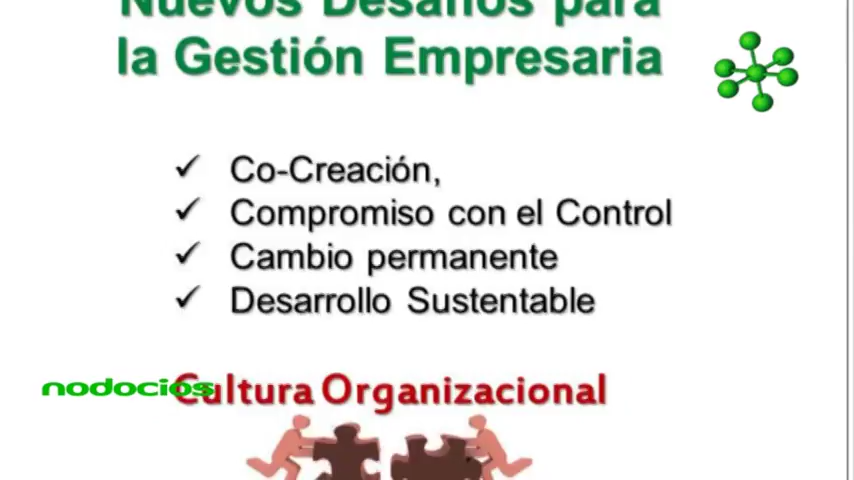 Nuevos Desafíos para
la Gestión Empresaria
✓ Co-Creación,
✓ Compromiso con el Control
✓ Cambio permanente
✓ Desarrollo Sustentable
nodocios
Cultura Organizacional